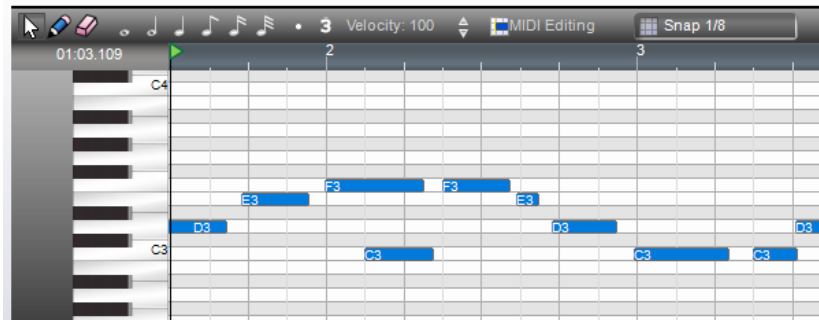 3 Velocity: 100 MIDI Editing Snap 1/8
01:03.109 2 3
C4
F3 F3
E3 E3
D3 D3 D3
C3 C3 C3 C3